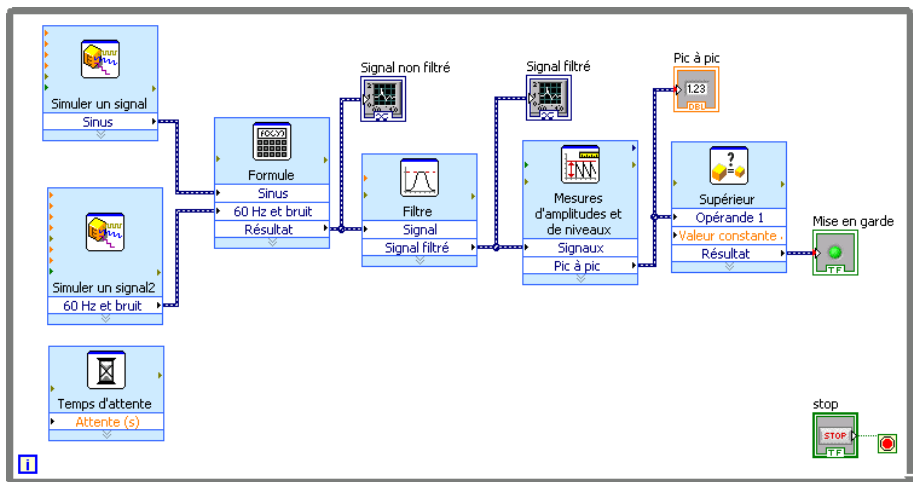 Simuler un signal
Sinus
Simuler un signal2
60 Hz et bruit
Temps d'attente
Attente (s)
f(x,y)
Formule
Sinus
60 Hz et bruit
Résultat
Signal non filtré
Filtre
Signal
Signal filtré
Signal filtré
Mesures
d'amplitudes et
de niveaux
Signaux
Pic à pic
Pic à pic
1.23
DBL
?
Supérieur
Opérande 1
Valeur constante .
Résultat
Mise en garde
TF
stop
STOP
TF
i